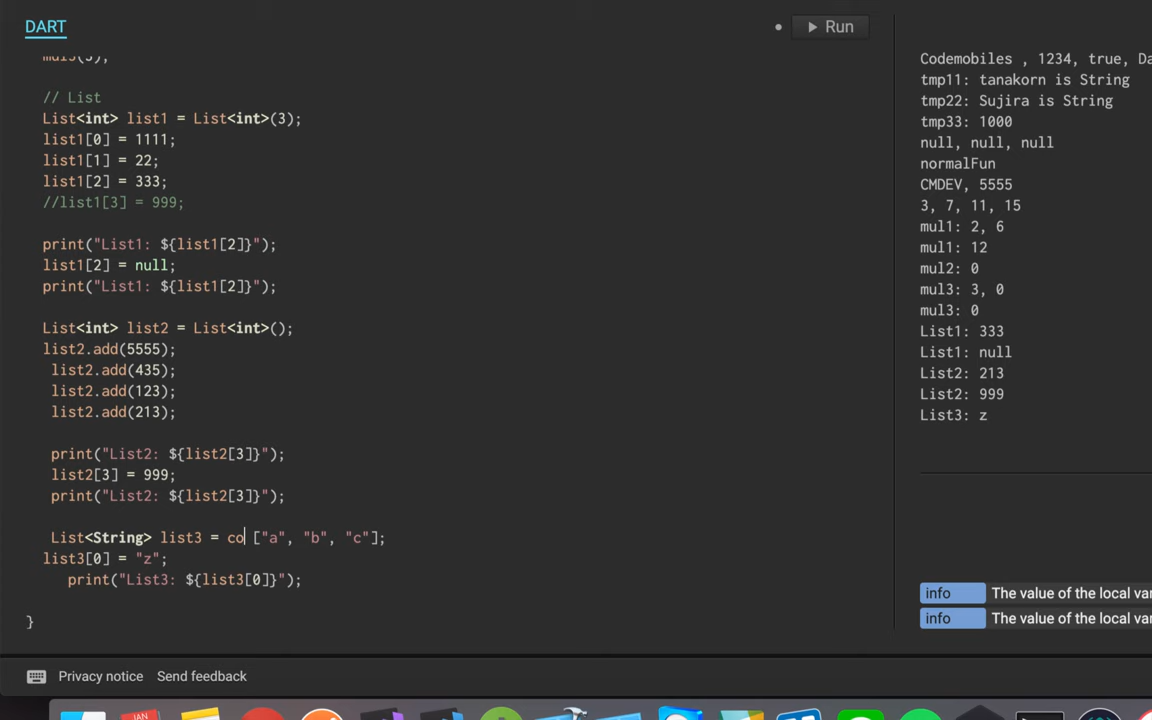 DART
Run
mul3(3);
// List
List<int> list1 = List<int>(3);
list1[0] = 1111;
list1[1] = 22;
list1[2] = 333;
//list1[3] = 999;
print("List1: ${list1[2]}");
list1[2] = null;
print("List1: ${list1[2]}");
List<int> list2 = List<int>();
list2.add(5555);
list2.add(435);
list2.add(123);
list2.add(213);
print("List2: ${list2[3]}");
list2[3] = 999;
print("List2: ${list2[3]}");
List<String> list3 = co ["a", "b", "c"];
list3[0] = "z";
print("List3: ${list3[0]}");
}
Codemobiles , 1234, true, Da
tmp11: tanakorn is String
tmp22: Sujira is String
tmp33: 1000
null, null, null
normalFun
CMDEV, 5555
3, 7, 11, 15
mul1: 2, 6
mul1: 12
mul2: 0
mul3: 3, 0
mul3: 0
List1: 333
List1: null
List2: 213
List2: 999
List3: z
info The value of the local var
info The value of the local var
Privacy notice Send feedback
JAN